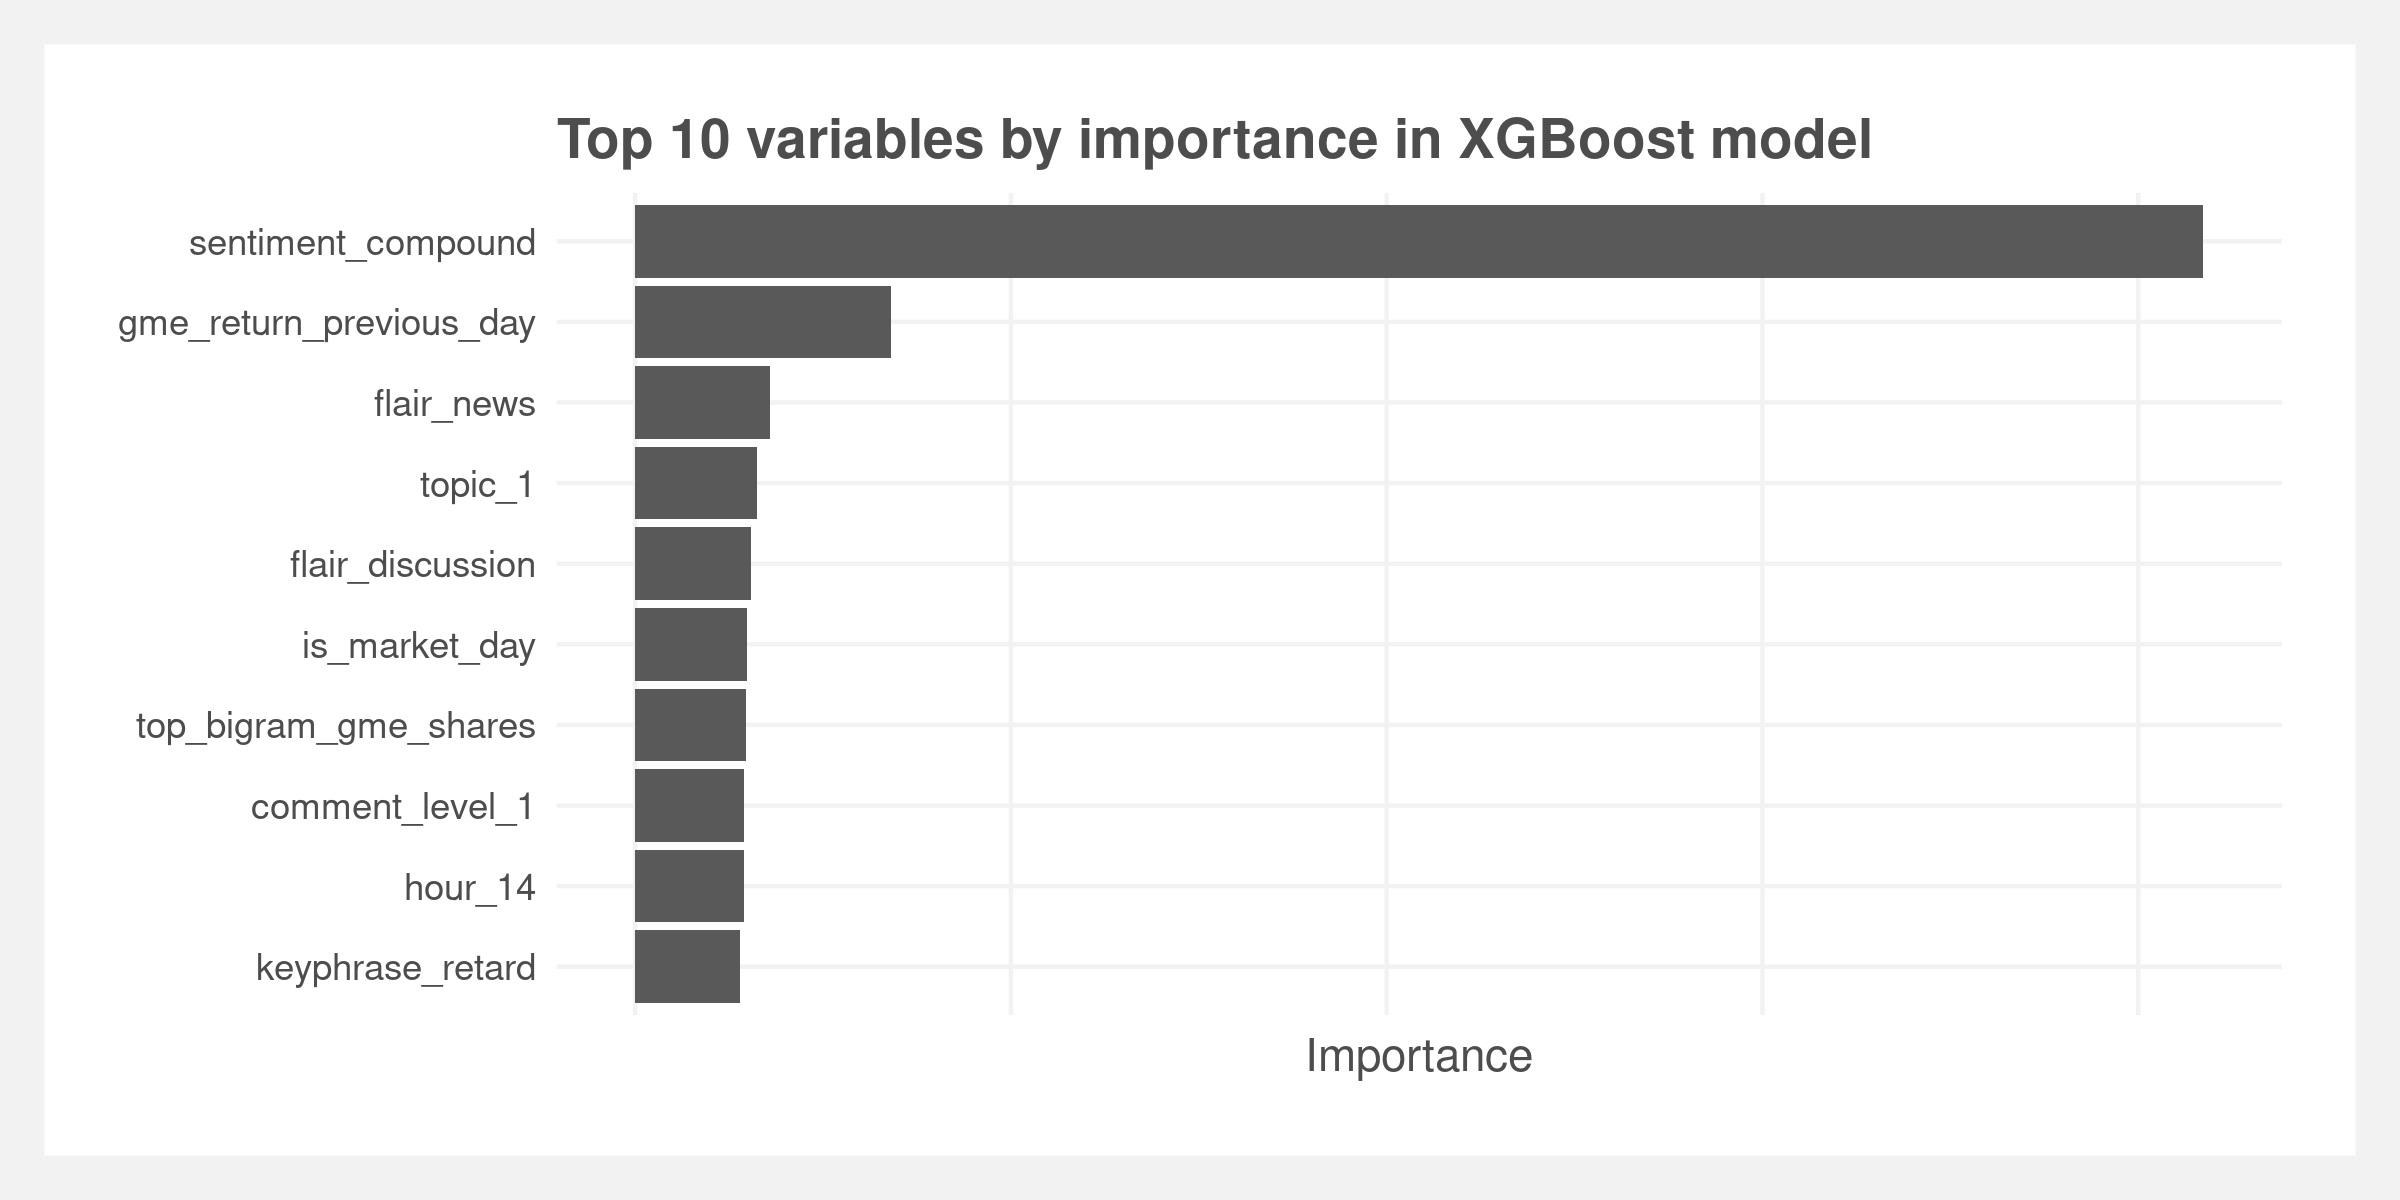 Top 10 variables by importance in XGBoost model
sentiment_compound
gme_return_previous_day
flair_news
topic_1
flair_discussion
is_market_day
top_bigram_gme_shares
comment_level_1
hour_14
keyphrase_retard
Importance